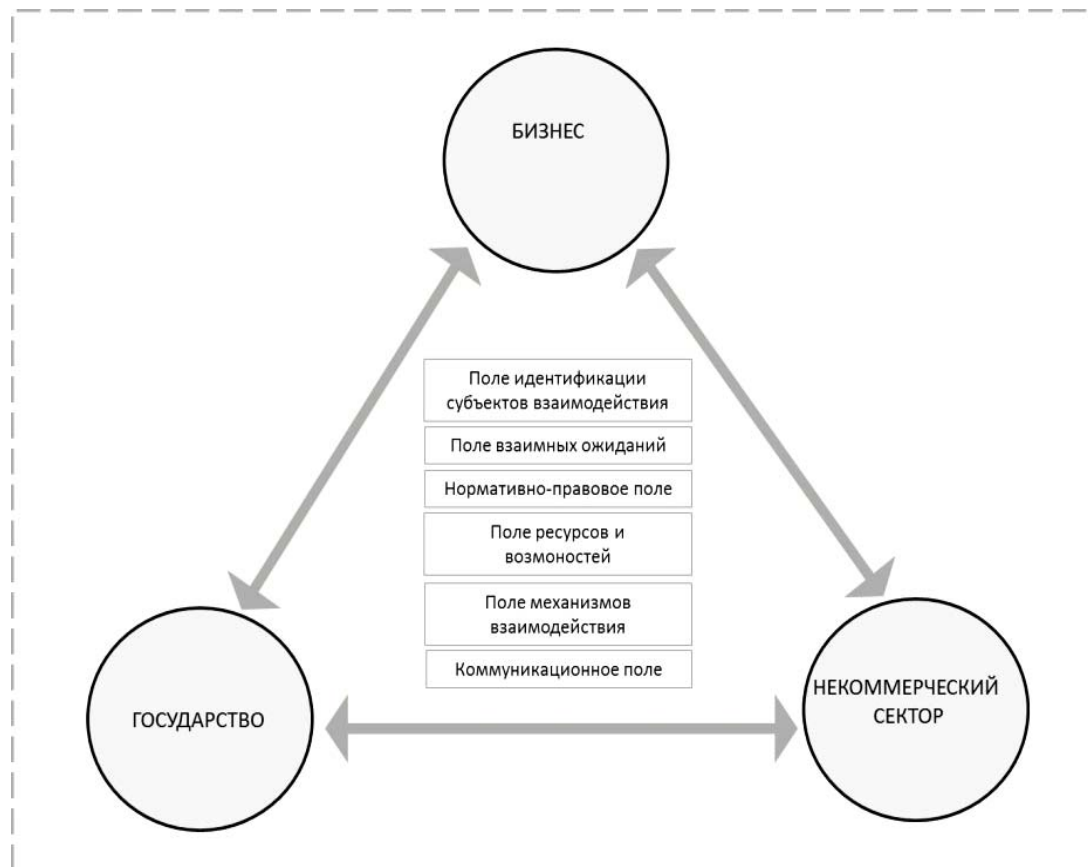 БИЗНЕС
Поле идентификации
субъектов взаимодействия
Поле взаимных ожиданий
Нормативно-правовое поле
Поле ресурсов и
возмоностей
Поле механизмов
взаимодействия
Коммуникационное поле
ГОСУДАРСТВО
НЕКОММЕРЧЕСКИЙ
СЕКТОР